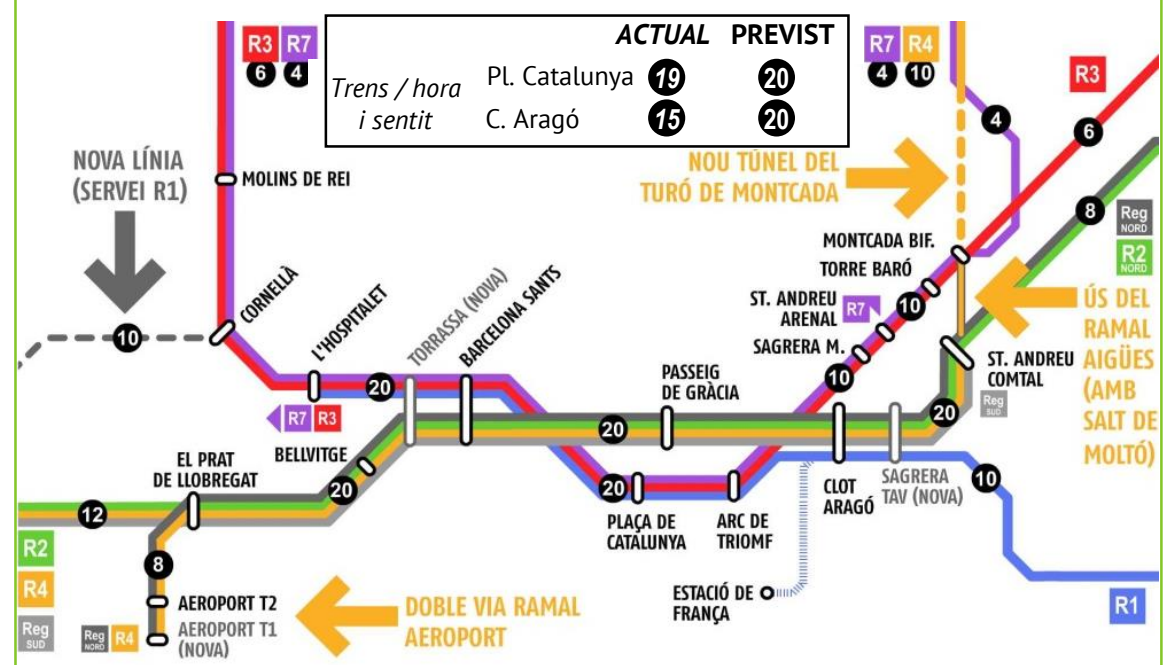 R3 R7
6 4
ACTUAL PREVIST
Trens / hora
i sentit
Pl. Catalunya 19 20
C. Aragó 15 20
R7 R4
4 10
R3
4
6
NOVA LÍNIA
(SERVEI R1)
MOLINS DE REI
NOU TÚNEL DEL
TURÓ DE MONTCADA
8
Reg
NORD
R2
NORD
MONTCADA BIF.
TORRE BARÓ
CORNELLÀ
L'HOSPITALET
TORRASSA (NOVA)
BARCELONA SANTS
ST. ANDREU
ARENAL
R7
10
SAGRERA M.
10
10
ÚS DEL
RAMAL
AIGÜES
(AMB
SALT DE
MOLTÓ)
ST. ANDREU
COMTAL
Reg
SUD
20
PASSEIG
DE GRÀCIA
R7 R3
20
20
BELLVITGE
EL PRAT
DE LLOBREGAT
20
12
20
PLAÇA DE
CATALUNYA
ARC DE
TRIOMF
CLOT
ARAGÓ
SAGRERA
TAV (NOVA)
10
R2
R4
Reg
SUD
8
AEROPORT T2
AEROPORT T1
(NOVA)
Reg
NORD
R4
DOBLE VIA RAMAL
AEROPORT
ESTACIÓ DE
FRANÇA
R1